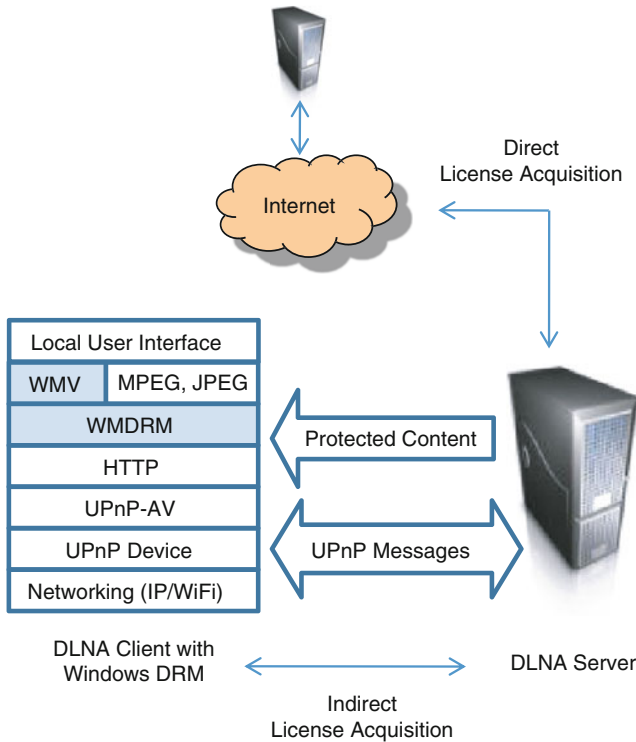 Direct
License Acquisition
Internet
Local User Interface
WMV
MPEG, JPEG
WMDRM
HTTP
UPnP-AV
UPnP Device
Networking (IP/WiFi)
Protected Content
UPnP Messages
DLNA Client with
Windows DRM
DLNA Server
Indirect
License Acquisition